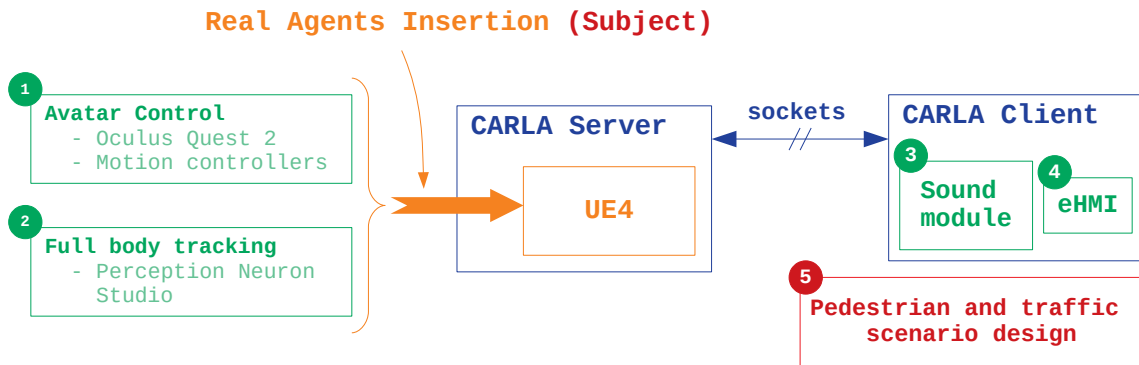 Real Agents Insertion (Subject)
1
Avatar Control
- Oculus Quest 2
- Motion controllers
2
Full body tracking
- Perception Neuron
Studio
CARLA Server
UE4
sockets
CARLA Client
3
Sound
module
4
eHMI
5
Pedestrian and traffic
scenario design